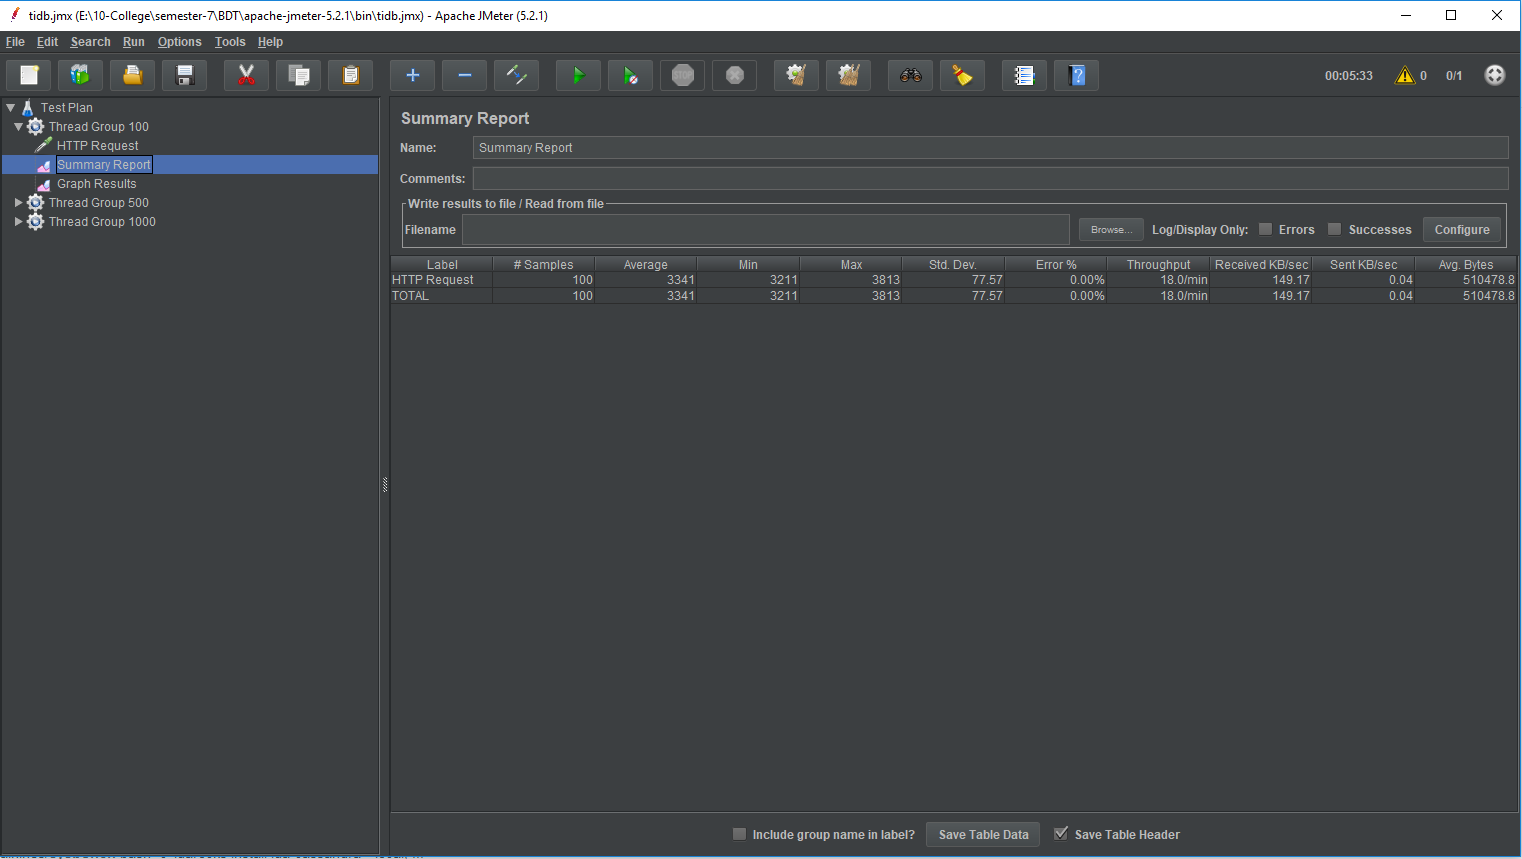 tidb.jmx (E:\10-College\semester-7\BDT\apache-jmeter-5.2.1\bin\tidb.jmx) - Apache JMeter (5.2.1)
File Edit Search Run Options Tools Help
STOP 00:05:33 0 0/1
Test Plan
Thread Group 100
HTTP Request
Summary Report
Graph Results
Thread Group 500
Thread Group 1000
Summary Report
Name: Summary Report
Comments:
Write results to file / Read from file
Filename Browse... Log/Display Only: Errors Successes Configure
Label # Samples Average Min Max Std. Dev. Error % Throughput Received KB/sec Sent KB/sec Avg. Bytes
HTTP Request 100 3341 3211 3813 77.57 0.00% 18.0/min 149.17 0.04 510478.8
TOTAL 100 3341 3211 3813 77.57 0.00% 18.0/min 149.17 0.04 510478.8
Include group name in label? Save Table Data Save Table Header